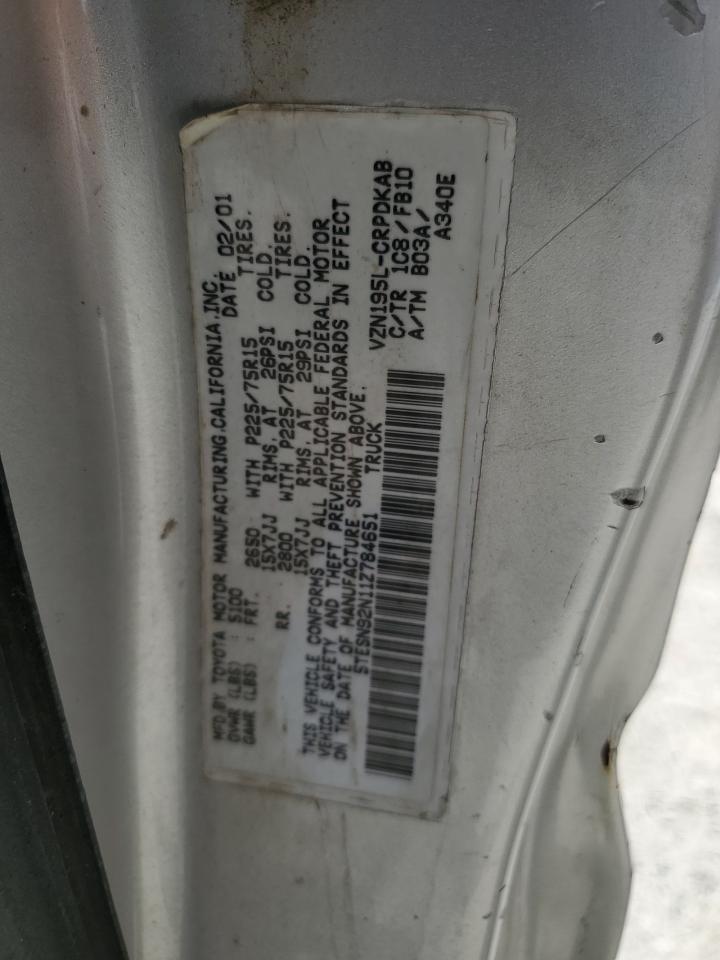 MFD.BY TOYOTA MOTOR MANUFACTURING.CALIFORNIA.INC.
GVWR (LBS) : 5100 DATE 02/01
GAWR (LBS) : FRT. 2650 WITH P225/75R15 TIRES.
15X7JJ RIMS, AT 26PSI COLD.
RR. 2800 WITH P225/75R15 TIRES.
15X7JJ RIMS, AT 29PSI COLD.
THIS VEHICLE CONFORMS TO ALL APPLICABLE FEDERAL MOTOR
VEHICLE SAFETY AND THEFT PREVENTION STANDARDS IN EFFECT
ON THE DATE OF MANUFACTURE SHOWN ABOVE.
5TESN92N11Z784651 TRUCK
VZN195L-CRPDKAB
C/TR 1C8/FB10
A/TM B03A/
A340E